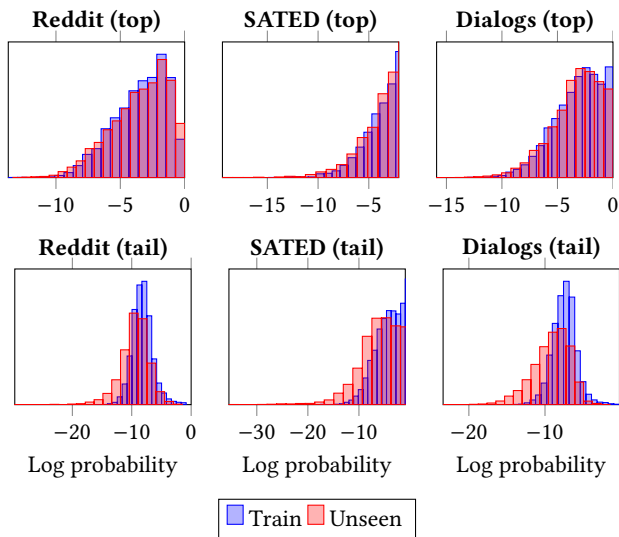 Reddit (top) SATED (top) Dialogs (top)
−10 −5 0 −15 −10 −5 −15 −10 −5 0
Reddit (tail) SATED (tail) Dialogs (tail)
−20 −10 0 −30 −20 −10 −20 −10
Log probability Log probability Log probability
Train Unseen